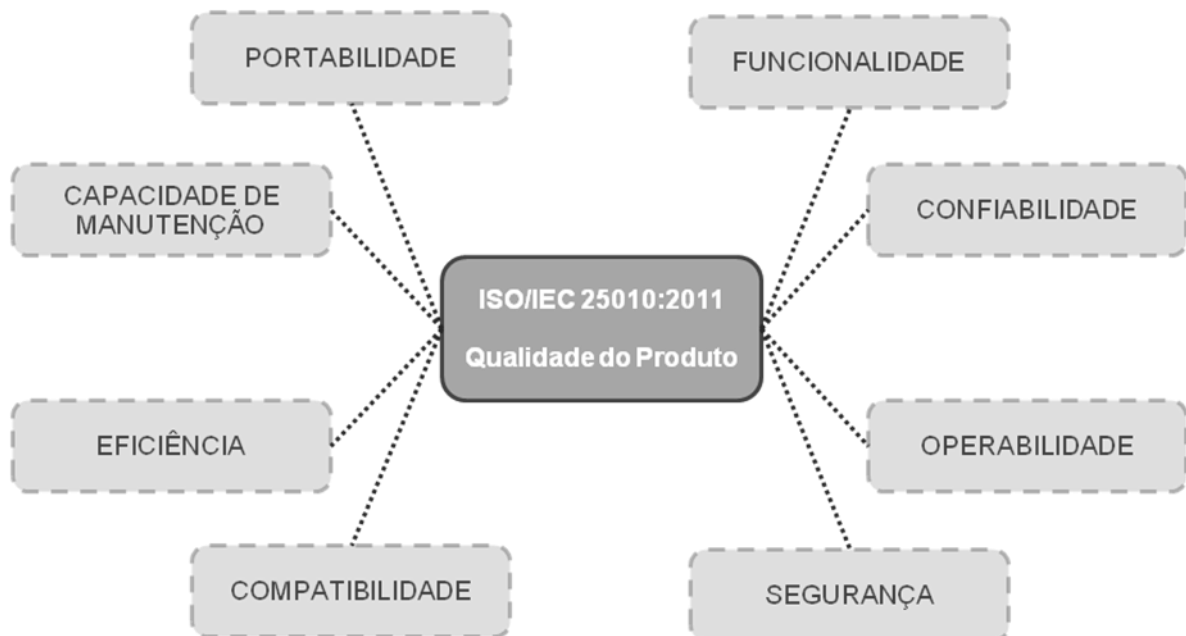 PORTABILIDADE
FUNCIONALIDADE
CAPACIDADE DE
MANUTENÇÃO
CONFIABILIDADE
ISO/IEC 25010:2011
Qualidade do Produto
EFICIÊNCIA
OPERABILIDADE
COMPATIBILIDADE
SEGURANÇA